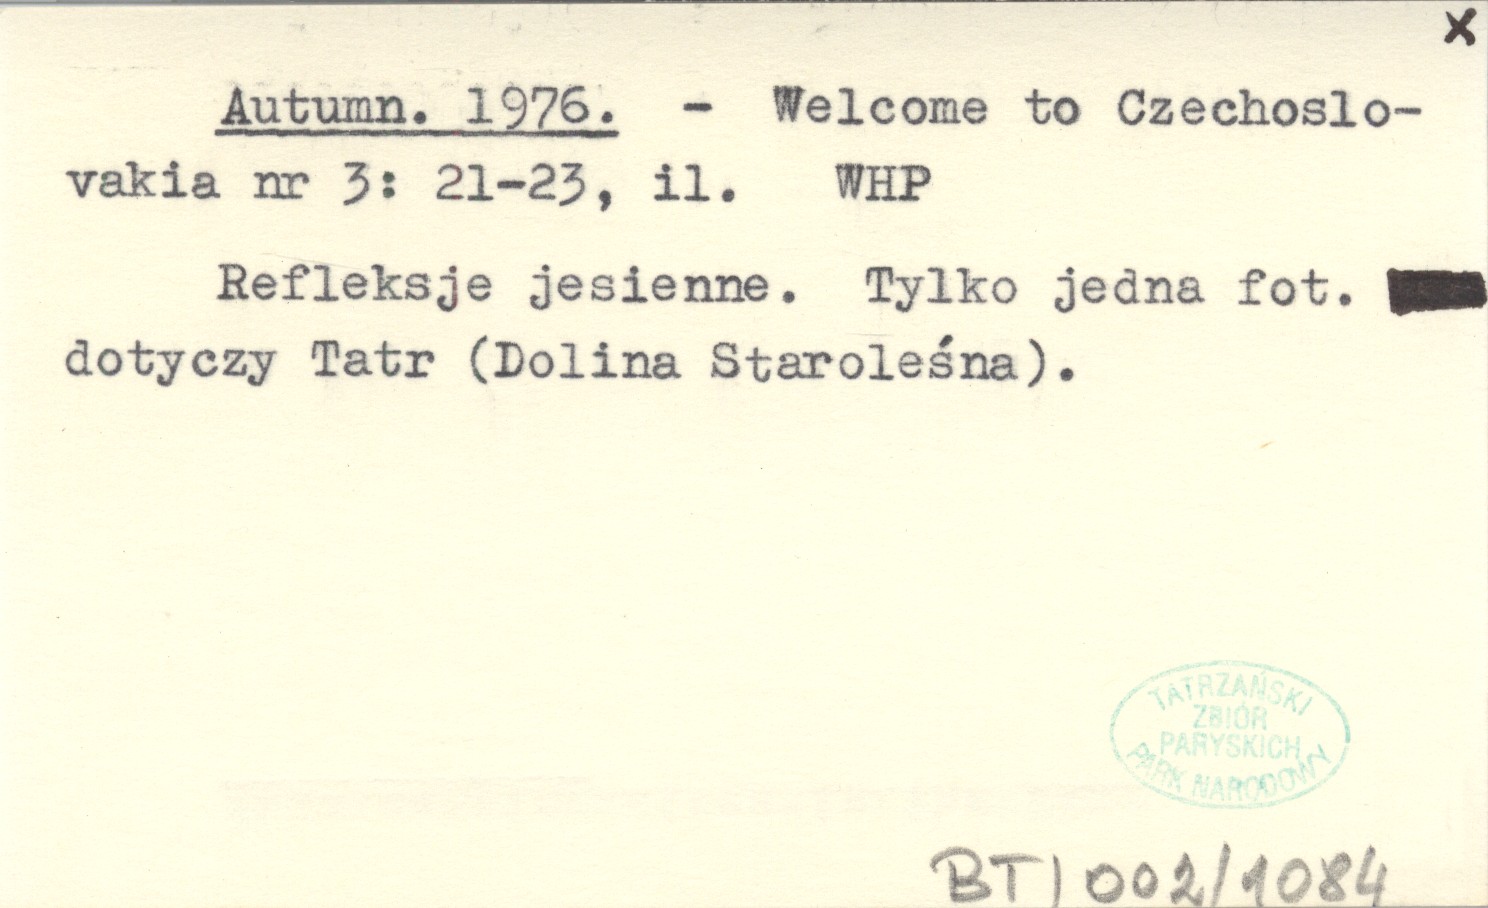 x
Autumn. 1976. - Welcome to Czechoslo-
vakia nr 3: 21-23, il. WHP
Refleksje jesienne. Tylko jedna fot.
dotyczy Tatr (Dolina Staroleśna).
TATRZAŃSKI
ZBIÓR
PARYSKICH
PARK NARODOWY
BT/002/1084